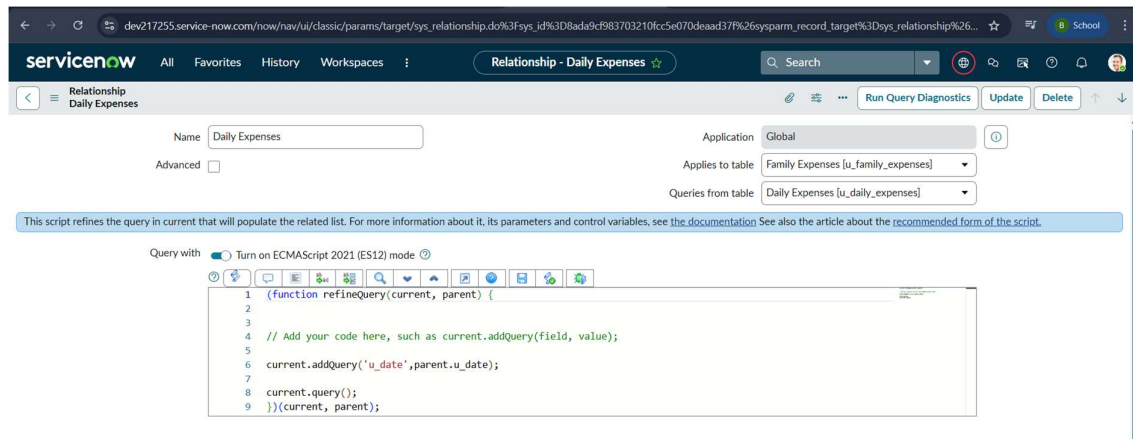 dev217255.service-now.com/now/nav/ui/classic/params/target/sys_relationship.do%3Fsys_id%3D8ada9cf983703210fcc5e070deaad37f%26sysparm_record_target%3Dsys_relationship%26... B School
servicenow All Favorites History Workspaces Relationship - Daily Expenses Search
Relationship
Daily Expenses
Run Query Diagnostics Update Delete
Name Daily Expenses Application Global
Advanced Applies to table Family Expenses [u_family_expenses]
Queries from table Daily Expenses [u_daily_expenses]
This script refines the query in current that will populate the related list. For more information about it, its parameters and control variables, see the documentation See also the article about the recommended form of the script.
Query with Turn on ECMAScript 2021 (ES12) mode
1 (function refineQuery(current, parent) {
2
3
4 // Add your code here, such as current.addQuery(field, value);
5
6 current.addQuery('u_date',parent.u_date);
7
8 current.query();
9 })(current, parent);